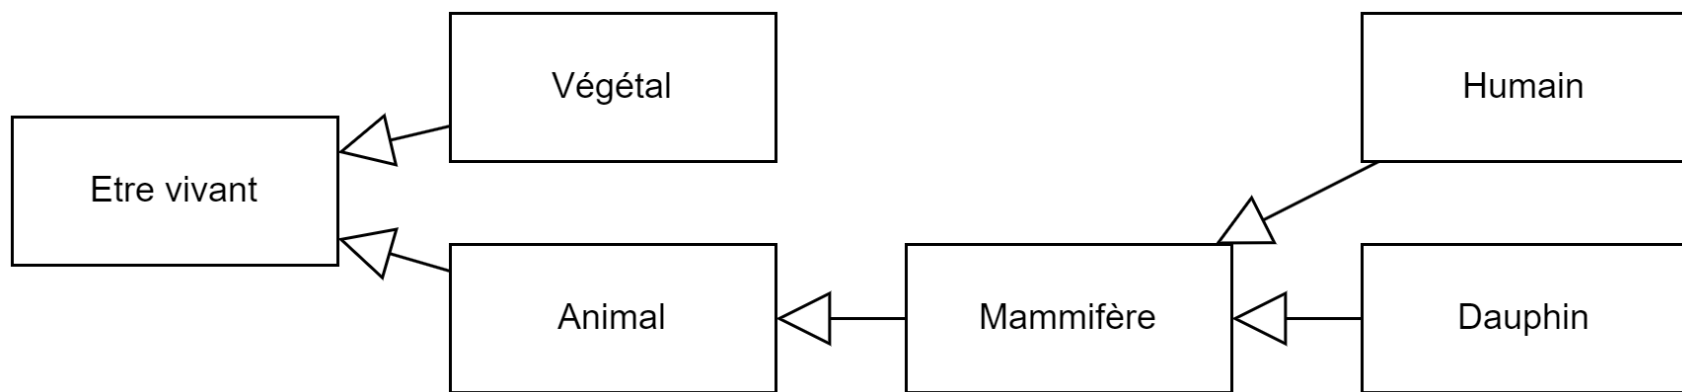 Végétal
Humain
Etre vivant
Animal
Mammifère
Dauphin